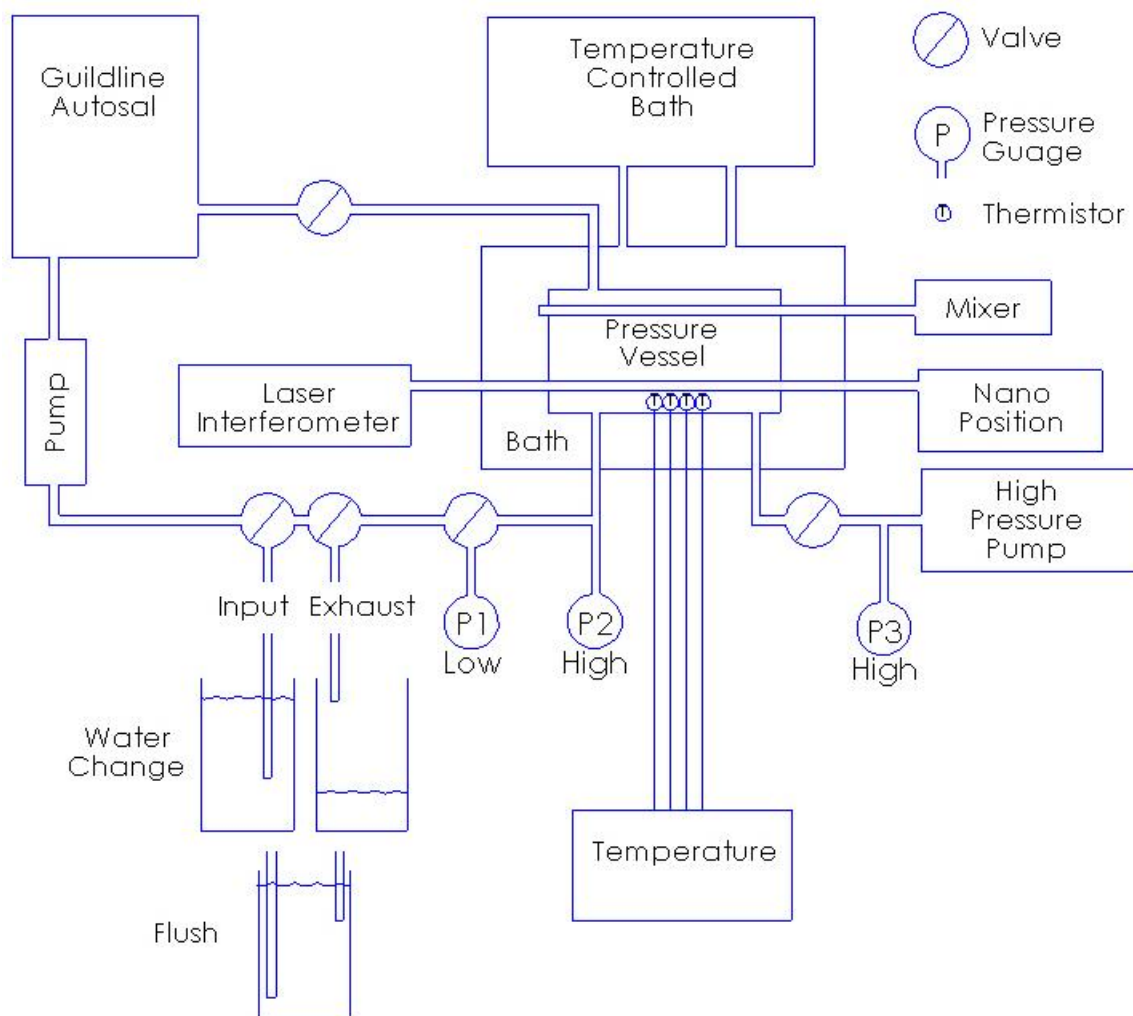 Guildline
Autosal
Temperature
Controlled
Bath
Valve
P
Pressure
Guage
T
Thermistor
Mixer
Pressure
Vessel
Pump
Laser
Interferometer
T T T T
Nano
Position
Bath
High
Pressure
Pump
Input
Exhaust
P1
Low
P2
High
P3
High
Water
Change
Temperature
Flush